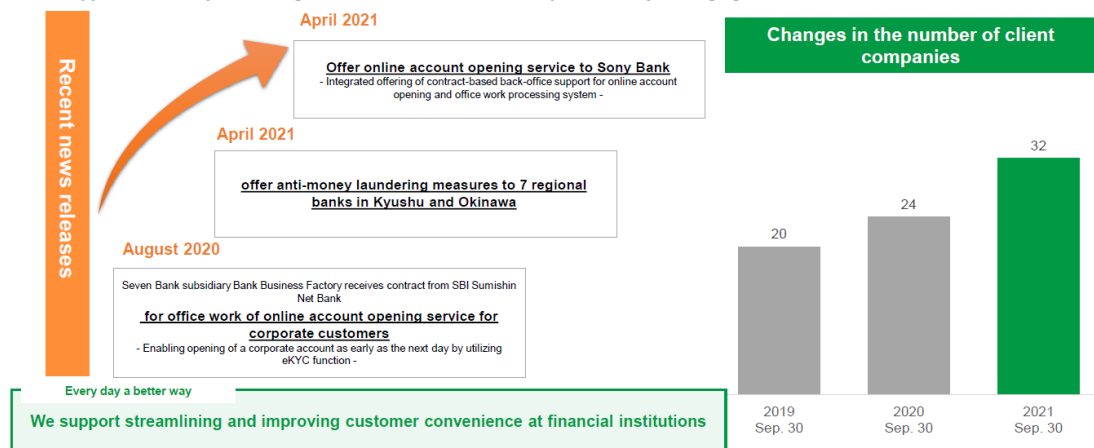 Recent news releases
April 2021
Offer online account opening service to Sony Bank
- Integrated offering of contract-based back-office support for online account
opening and office work processing system -
April 2021
offer anti-money laundering measures to 7 regional
banks in Kyushu and Okinawa
August 2020
Seven Bank subsidiary Bank Business Factory receives contract from SBI Sumishin
Net Bank
for office work of online account opening service for
corporate customers
- Enabling opening of a corporate account as early as the next day by utilizing
eKYC function -
Every day a better way
We support streamlining and improving customer convenience at financial institutions
Changes in the number of client
companies
20
24
32
2019
Sep. 30
2020
Sep. 30
2021
Sep. 30